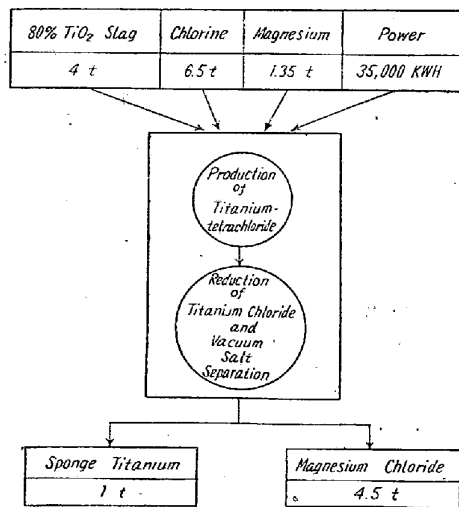 80% TiO2 Slag Chlorine Magnesium Power
4 t 6.5 t 1.35 t 35,000 KWH
Production
of
Titanium-
tetrachloride
Reduction
of
Titanium Chloride
and
Vacuum
Salt
Separation
Sponge Titanium Magnesium Chloride
1 t 4.5 t